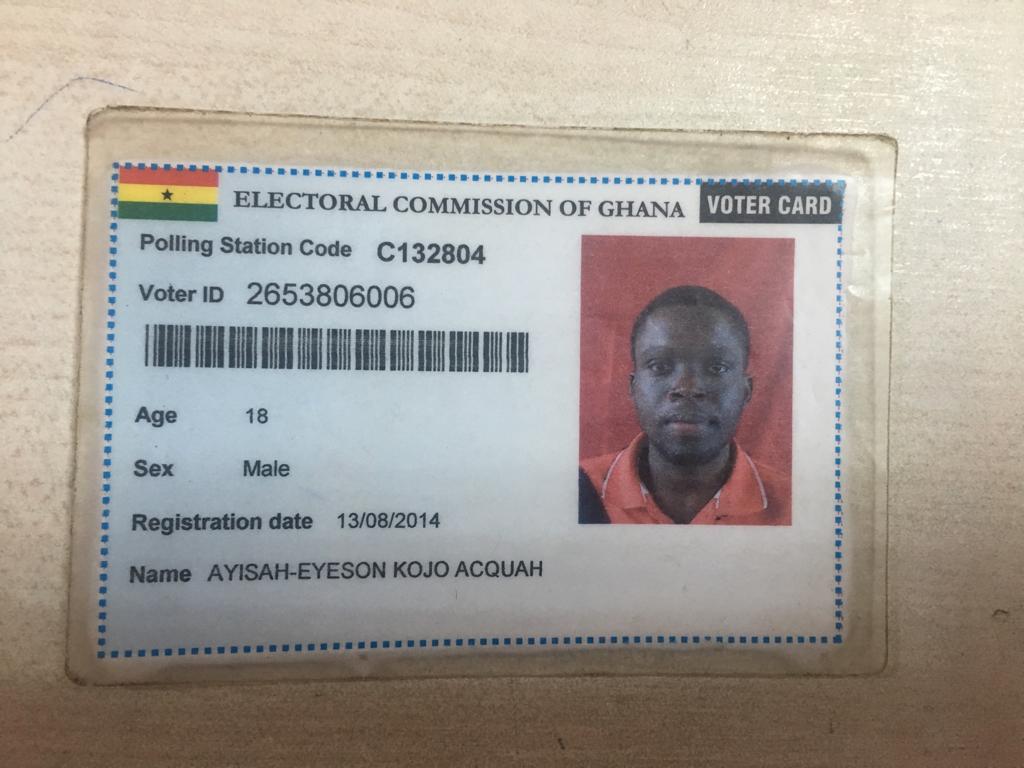 ELECTORAL COMMISSION OF GHANA VOTER CARD
Polling Station Code C132804
Voter ID 2653806006
Age 18
Sex Male
Registration date 13/08/2014
Name AYISAH-EYESON KOJO ACQUAH